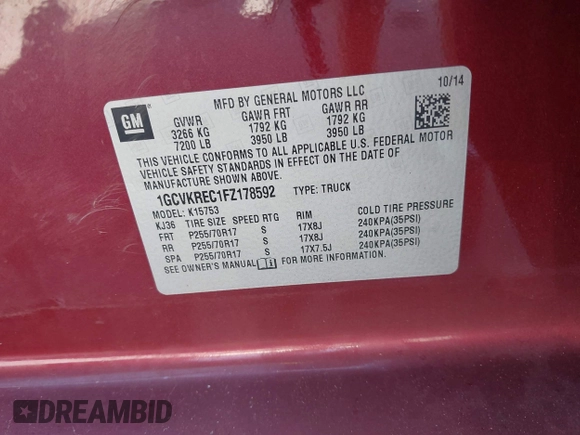 MFD BY GENERAL MOTORS LLC 10/14
GM
GVWR GAWR FRT GAWR RR
3266 KG 1792 KG 1792 KG
7200 LB 3950 LB 3950 LB
THIS VEHICLE CONFORMS TO ALL APPLICABLE U.S. FEDERAL MOTOR
VEHICLE SAFETY STANDARDS IN EFFECT ON THE DATE OF
MANUFACTURE SHOWN ABOVE.
1GCVKREC1FZ178592 TYPE: TRUCK
MODEL: K15753
KJ36 TIRE SIZE SPEED RTG RIM COLD TIRE PRESSURE
FRT P255/70R17 S 17X8J 240KPA(35PSI)
RR P255/70R17 S 17X8J 240KPA(35PSI)
SPA P255/70R17 S 17X7.5J 240KPA(35PSI)
SEE OWNER'S MANUAL i FOR MORE INFORMATION.
DREAMBID